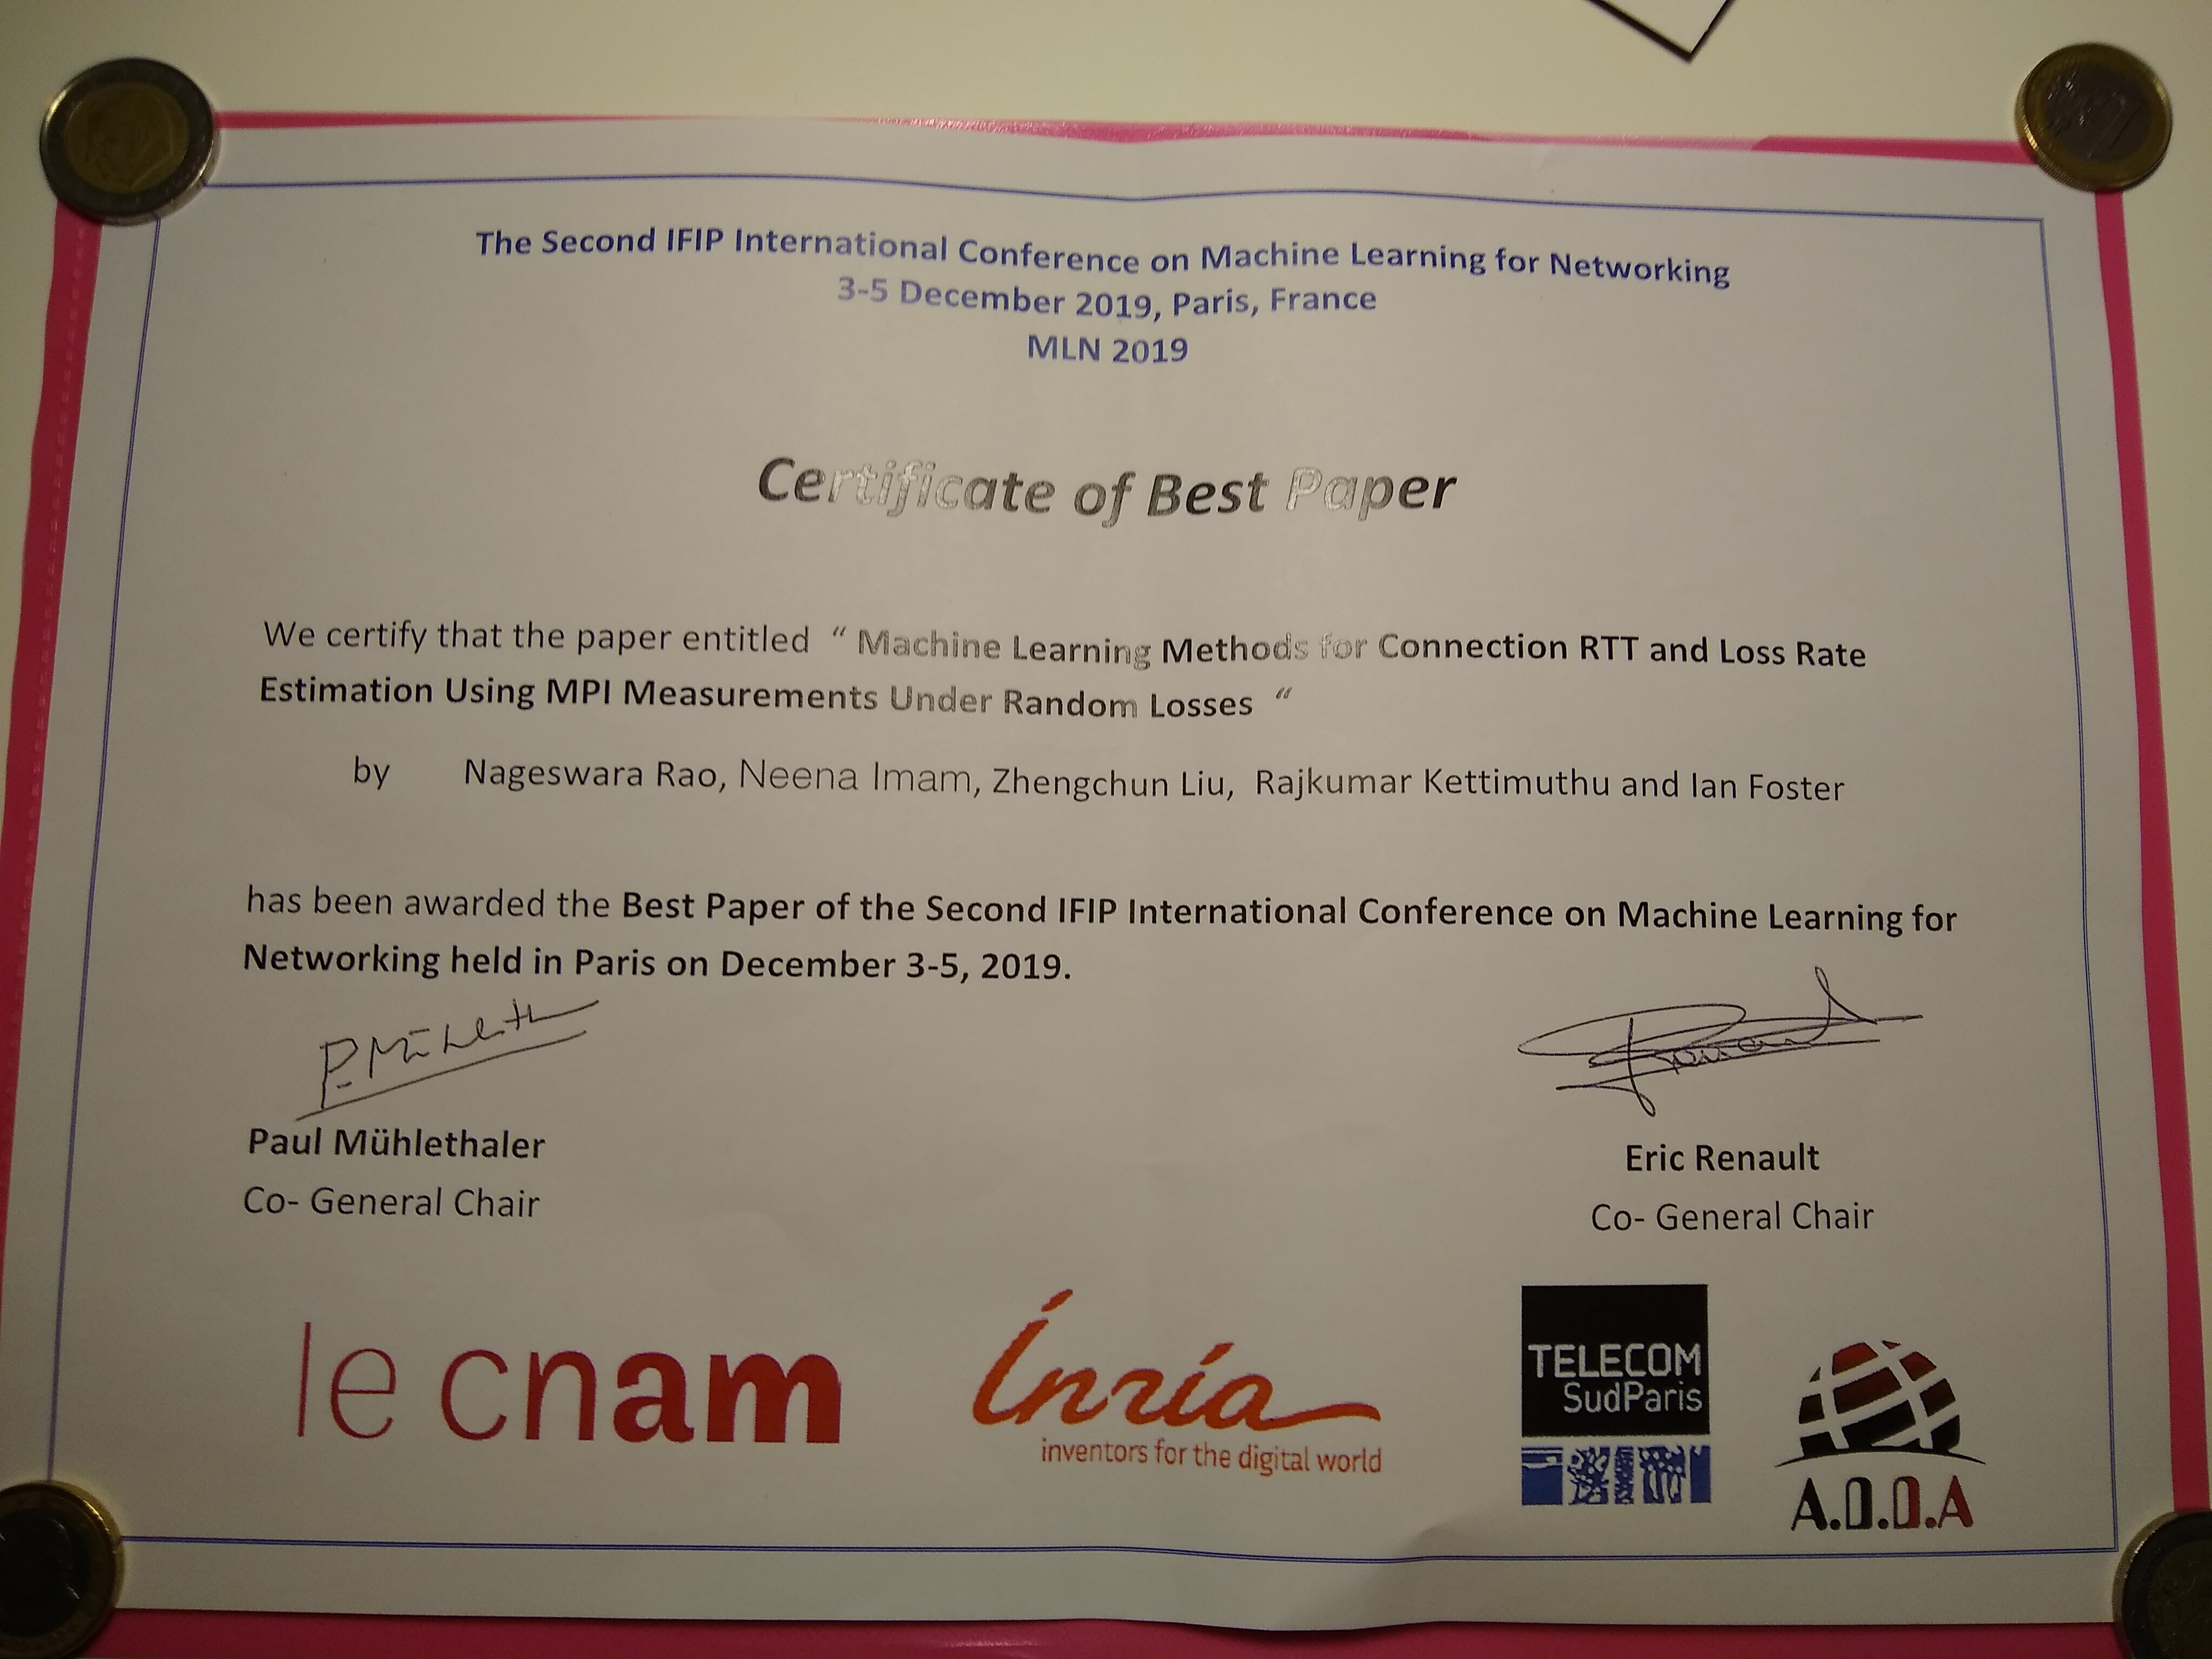 The Second IFIP International Conference on Machine Learning for Networking
3-5 December 2019, Paris, France
MLN 2019
Certificate of Best Paper
We certify that the paper entitled “ Machine Learning Methods for Connection RTT and Loss Rate
Estimation Using MPI Measurements Under Random Losses “
by Nageswara Rao, Neena Imam, Zhengchun Liu, Rajkumar Kettimuthu and Ian Foster
has been awarded the Best Paper of the Second IFIP International Conference on Machine Learning for
Networking held in Paris on December 3-5, 2019.
P. Mühleth
Renault
Paul Mühlethaler
Co- General Chair
Eric Renault
Co- General Chair
le cnam
Inria
inventors for the digital world
TELECOM
SudParis
A.D.D.A